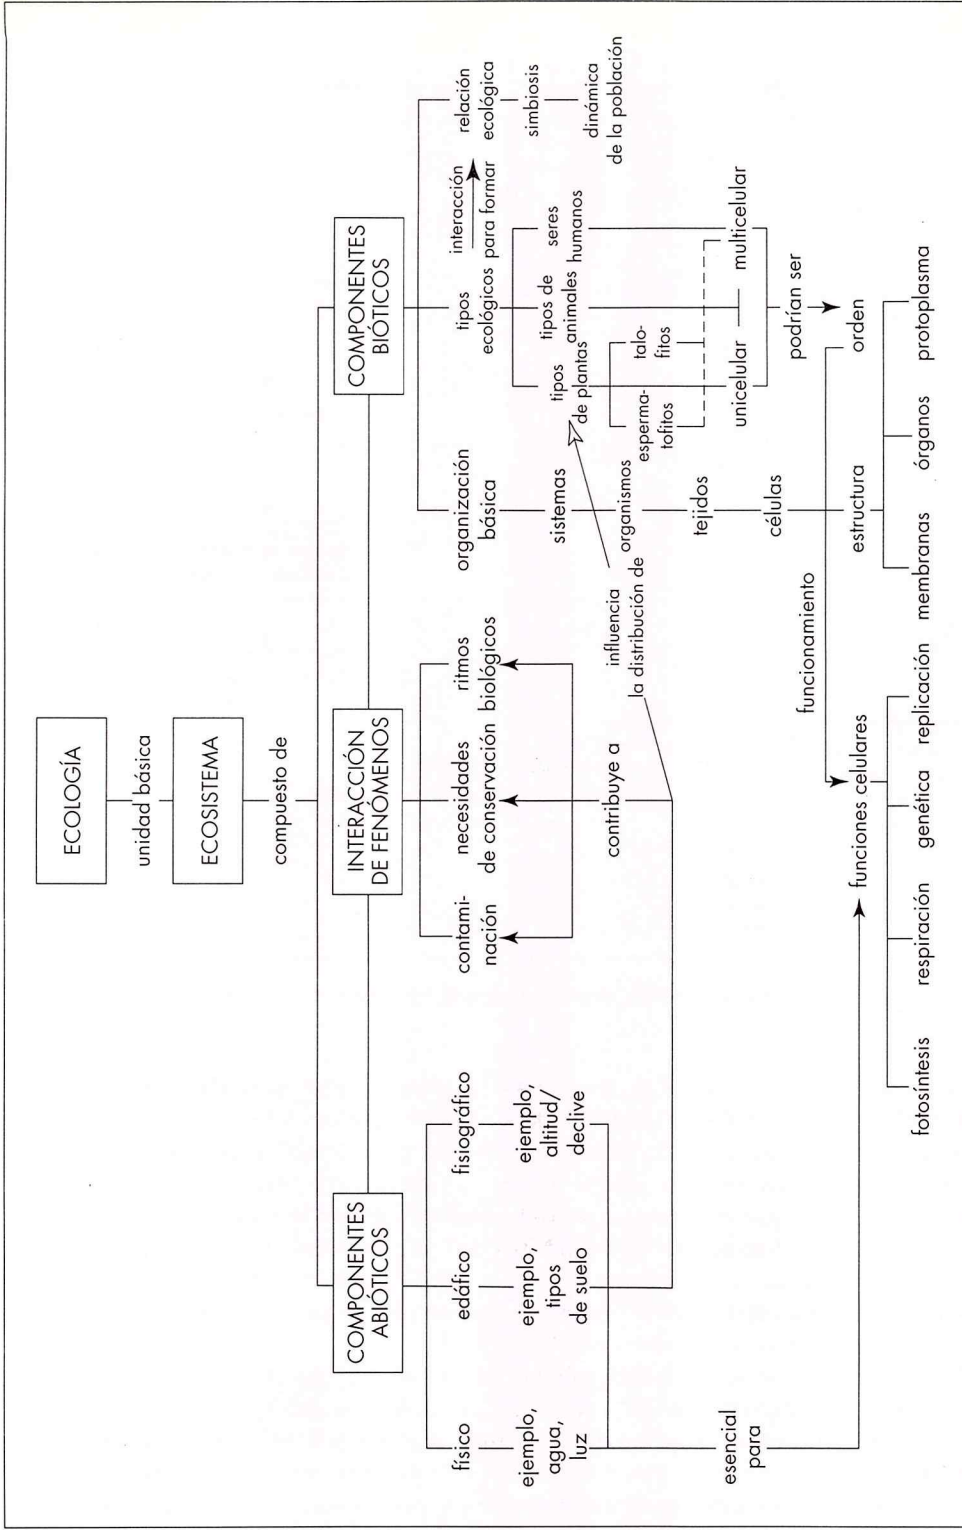 ECOLOGÍA
unidad básica
ECOSISTEMA
compuesto de
COMPONENTES
ABIÓTICOS
INTERACCIÓN
DE FENÓMENOS
COMPONENTES
BIÓTICOS
físico
ejemplo,
agua,
luz
edáfico
ejemplo,
tipos
de suelo
fisiográfico
ejemplo,
altitud/
declive
esencial
para
contami-
nación
necesidades
de conservación
ritmos
biológicos
contribuye a
influencia
la distribución de
organización
básica
sistemas
organismos
tejidos
células
tipos
ecológicos
interacción
para formar
relación
ecológica
simbiosis
dinámica
de la población
tipos
de plantas
tipos de
animales
seres
humanos
esperma-
tofitos
talo-
fitos
unicelular
multicelular
podrían ser
funcionamiento
estructura
orden
funciones celulares
fotosíntesis
respiración
genética
replicación
membranas
órganos
protoplasma